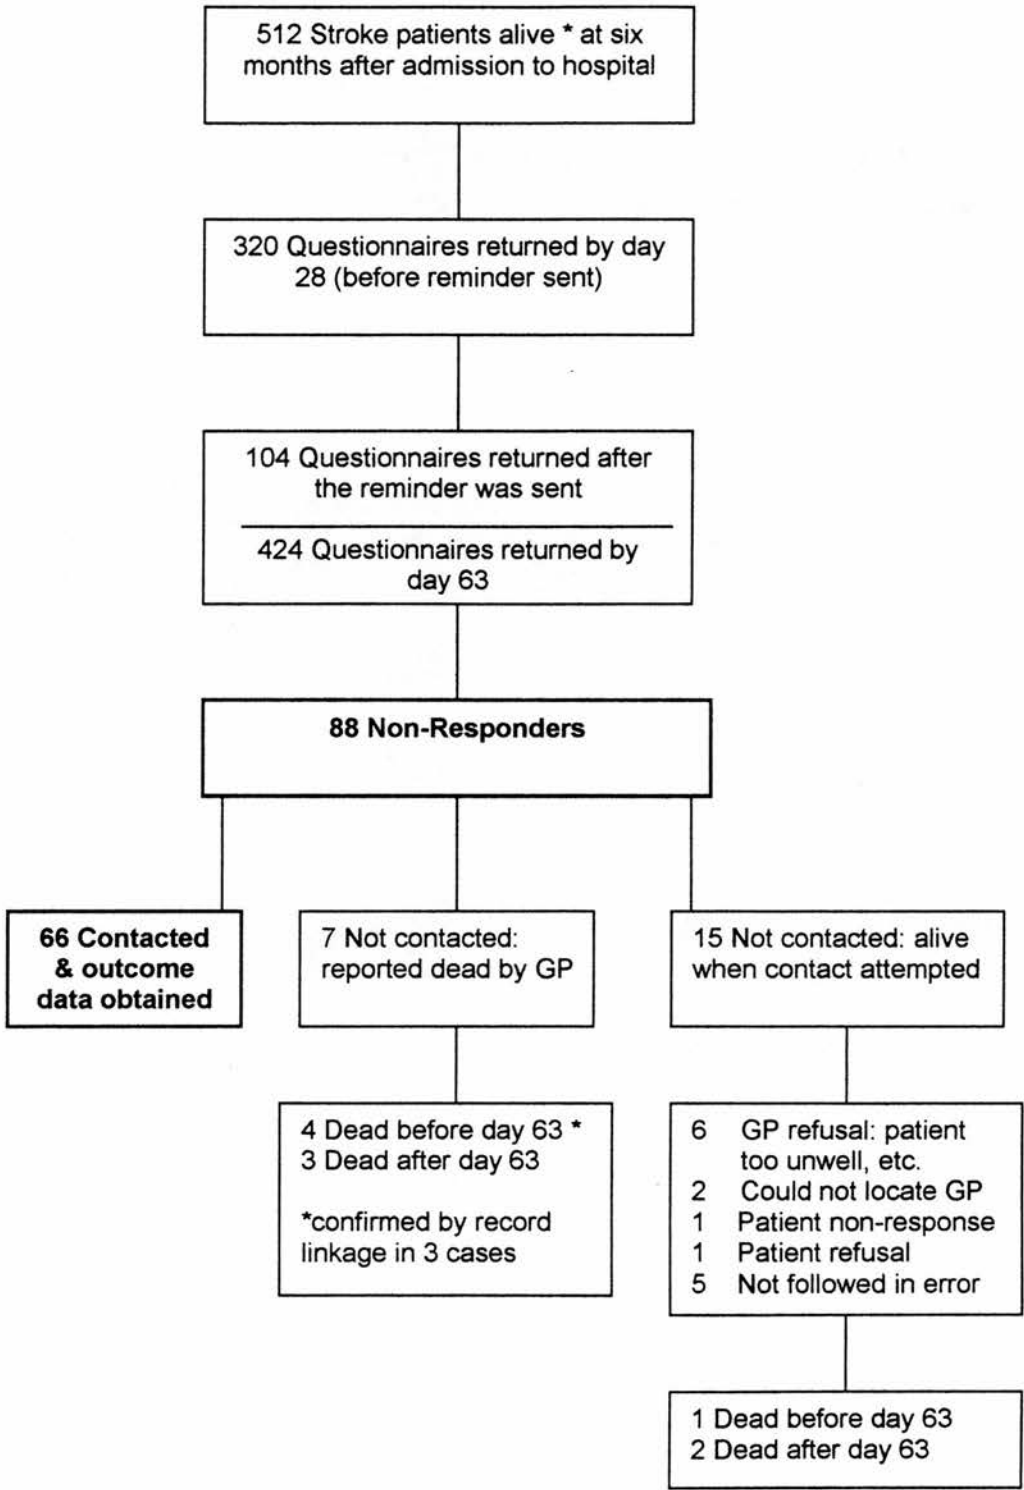 512 Stroke patients alive * at six
months after admission to hospital
320 Questionnaires returned by day
28 (before reminder sent)
104 Questionnaires returned after
the reminder was sent
424 Questionnaires returned by
day 63
88 Non-Responders
66 Contacted
& outcome
data obtained
7 Not contacted:
reported dead by GP
15 Not contacted: alive
when contact attempted
4 Dead before day 63 *
3 Dead after day 63
*confirmed by record
linkage in 3 cases
6 GP refusal: patient
too unwell, etc.
2 Could not locate GP
1 Patient non-response
1 Patient refusal
5 Not followed in error
1 Dead before day 63
2 Dead after day 63